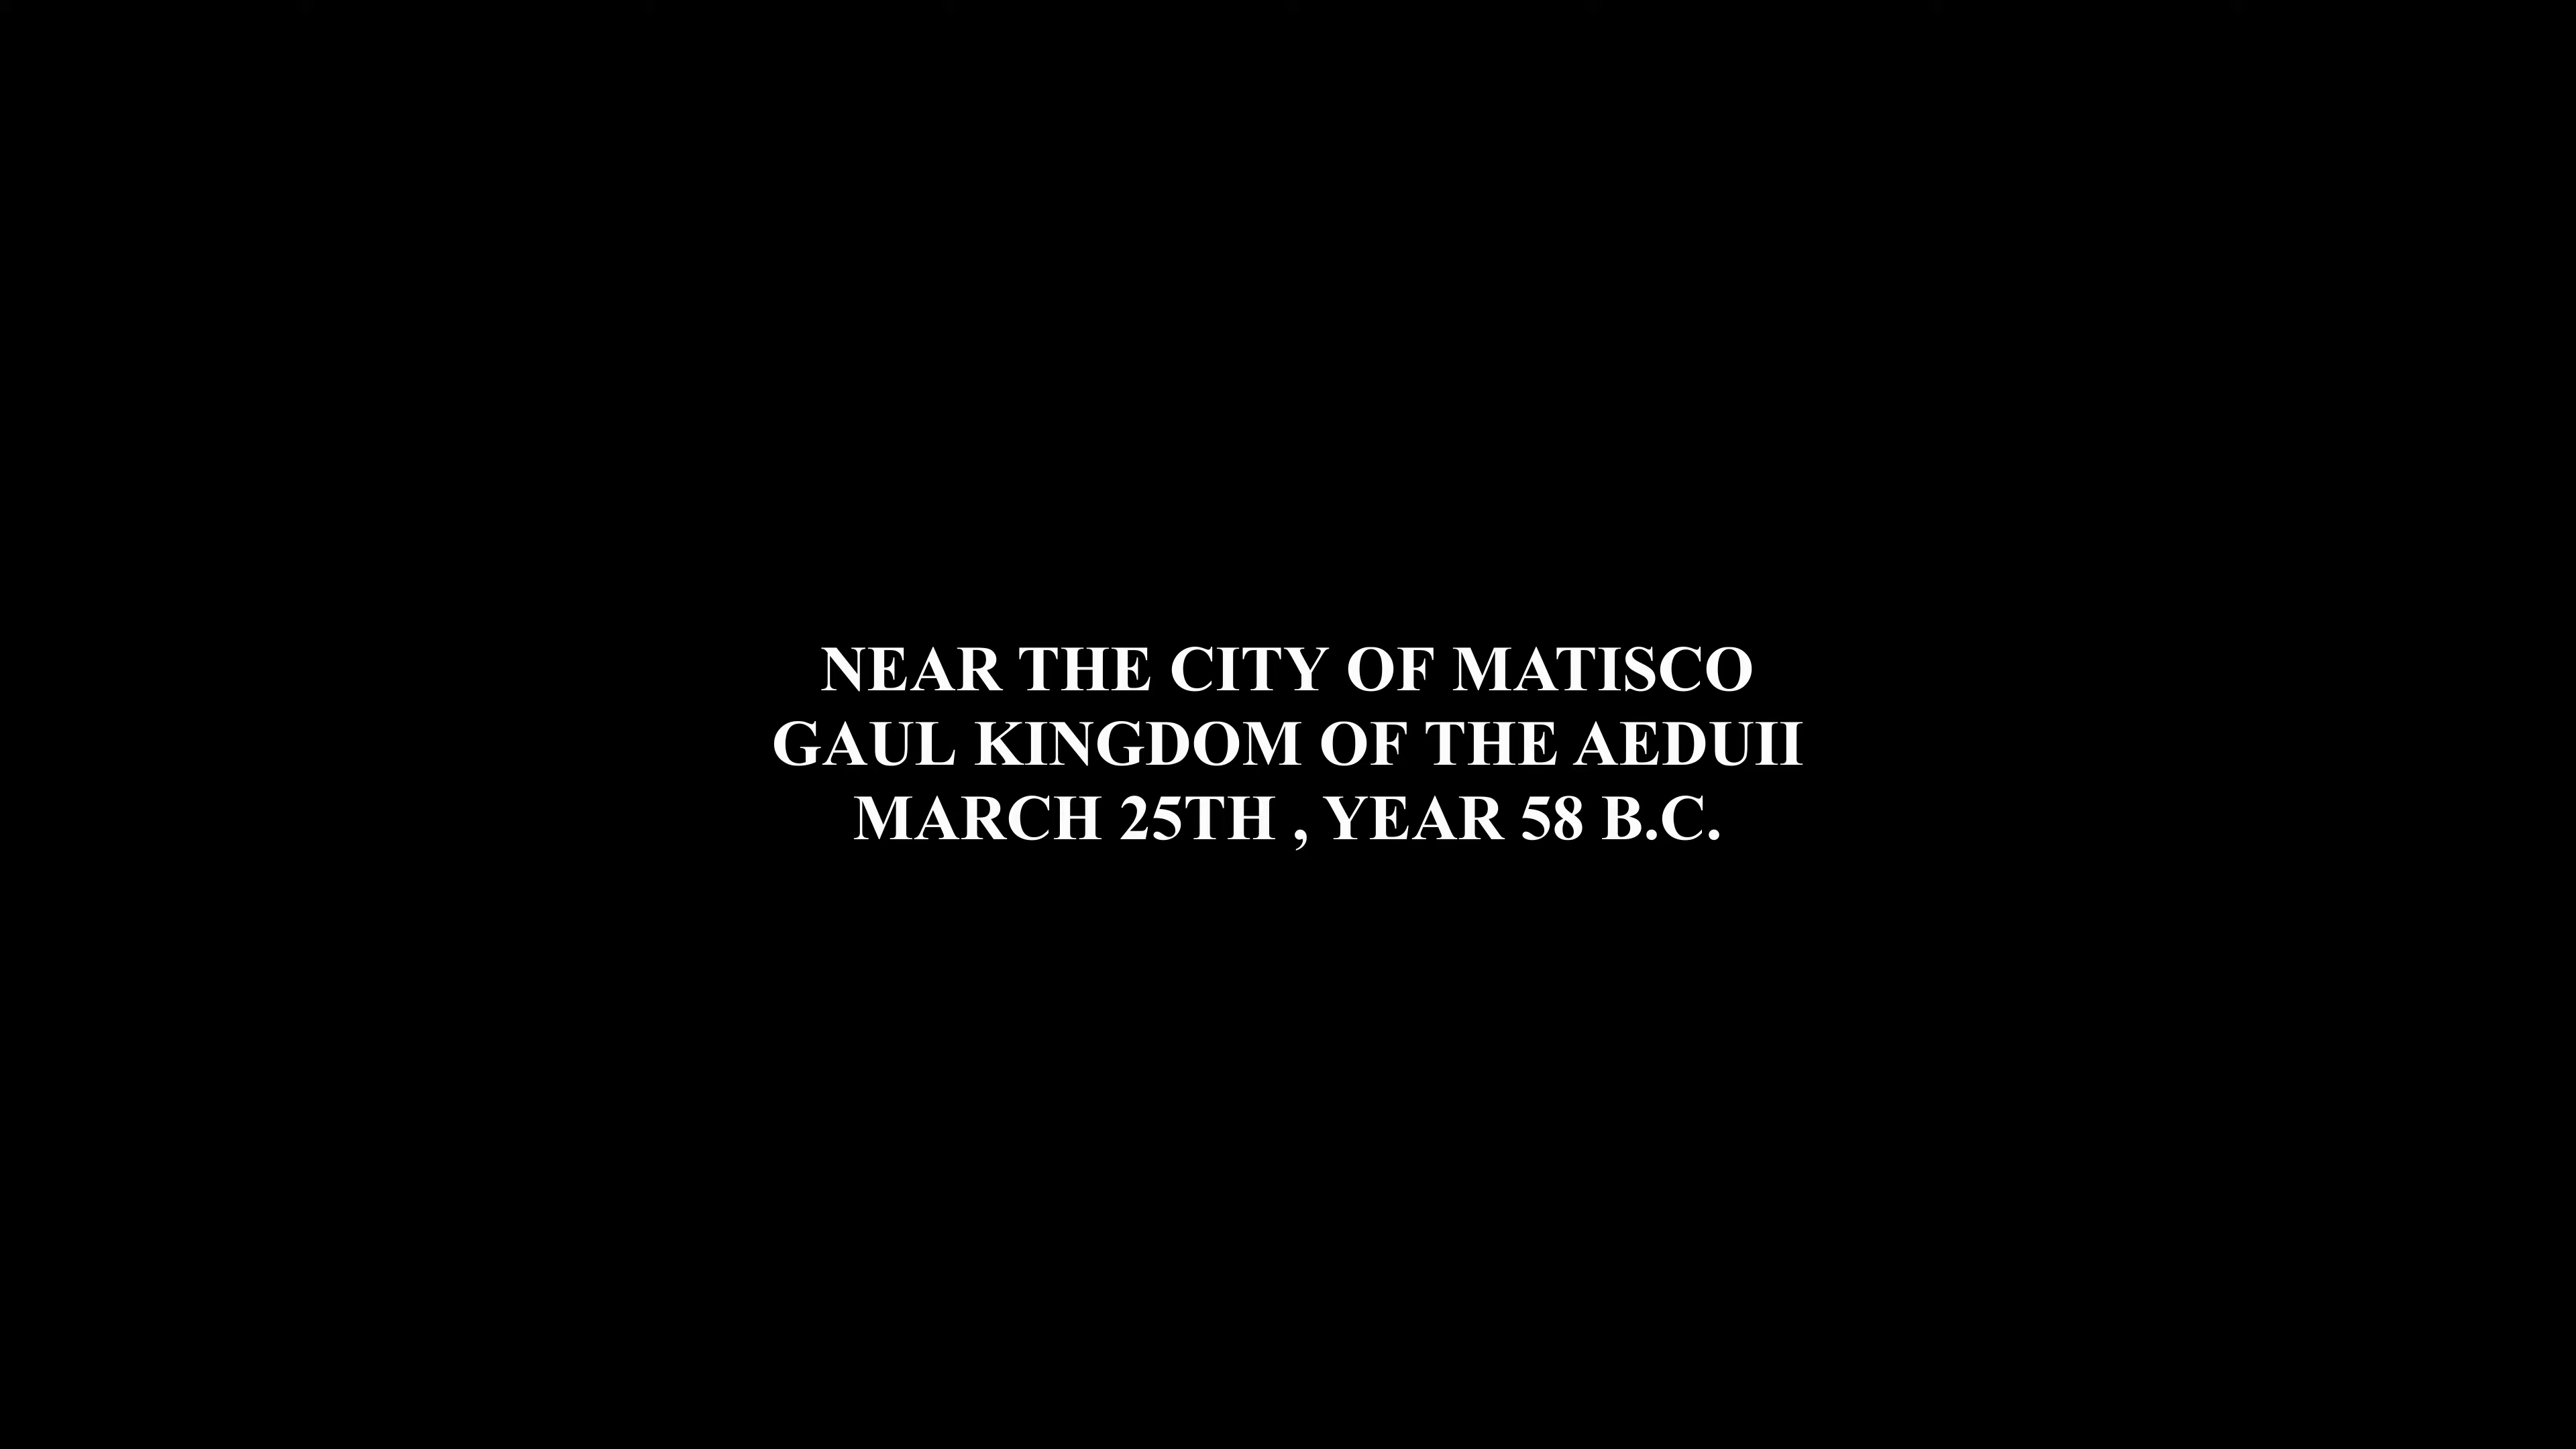 NEAR THE CITY OF MATISCO
GAUL KINGDOM OF THE AEDUII
MARCH 25TH , YEAR 58 B.C.